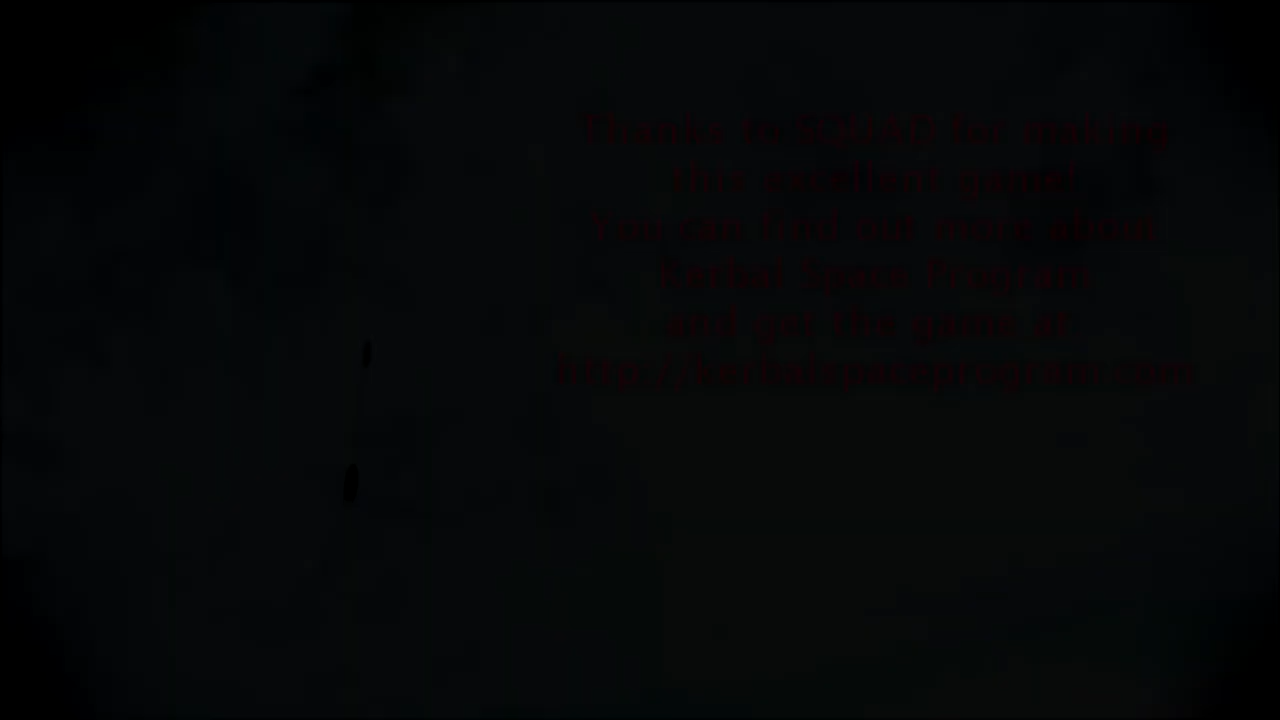 Thanks to SQUAD for making
this excellent game!
You can find out more about
Kerbal Space Program
and get the game at
http://kerbalspaceprogram.com